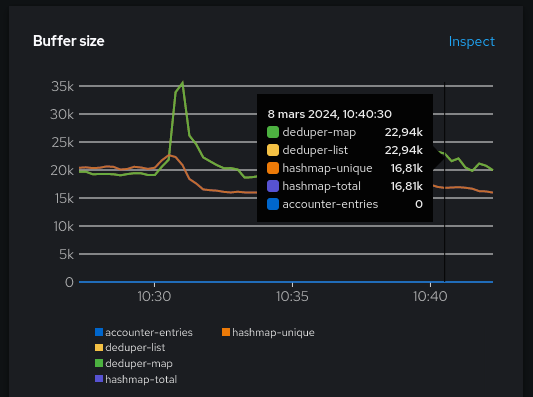 Buffer size
Inspect
35k
30k
25k
20k
15k
10k
5k
0
8 mars 2024, 10:40:30
deduper-map 22,94k
deduper-list 22,94k
hashmap-unique 16,81k
hashmap-total 16,81k
accounter-entries 0
10:30 10:35 10:40
accounter-entries hashmap-unique
deduper-list
deduper-map
hashmap-total